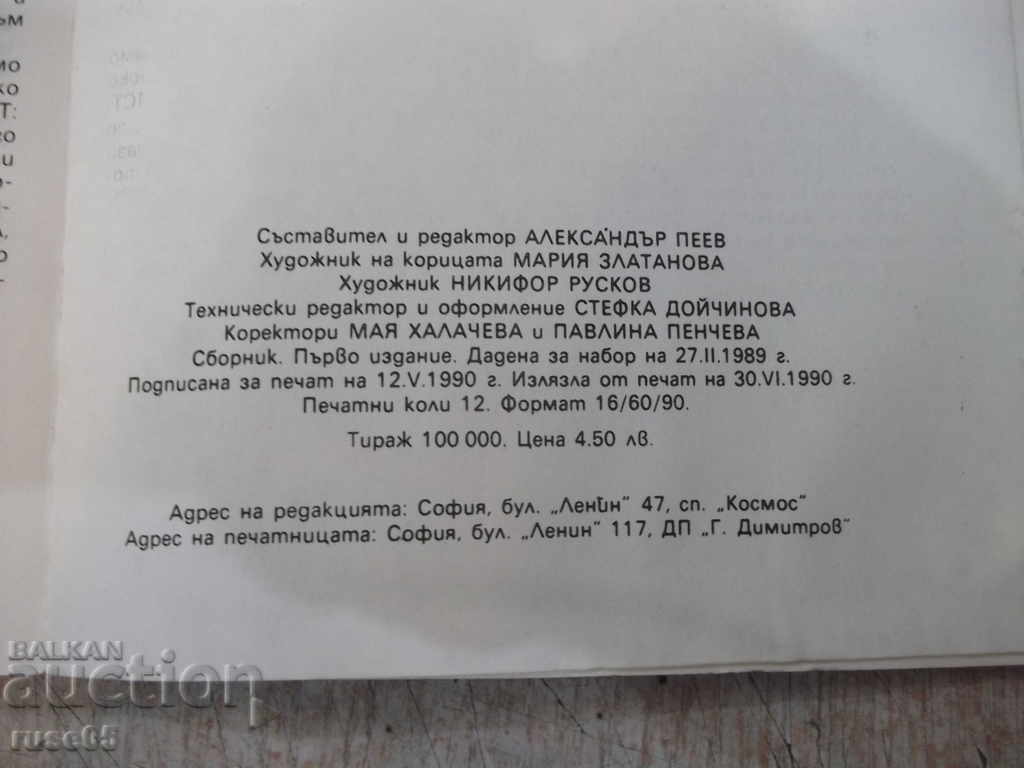 Съставител и редактор АЛЕКСАНДЪР ПЕЕВ
Художник на корицата МАРИЯ ЗЛАТАНОВА
Художник НИКИФОР РУСКОВ
Технически редактор и оформление СТЕФКА ДОЙЧИНОВА
Коректори МАЯ ХАЛАЧЕВА и ПАВЛИНА ПЕНЧЕВА
Сборник. Първо издание. Дадена за набор на 27.II.1989 г.
Подписана за печат на 12.V.1990 г. Излязла от печат на 30.VI.1990 г.
Печатни коли 12. Формат 16/60/90.
Тираж 100 000. Цена 4.50 лв.
Адрес на редакцията: София, бул. „Ленин" 47, сп. „Космос"
Адрес на печатницата: София, бул. „Ленин" 117, ДП „Г. Димитров"
BALKAN
auction
ruse65